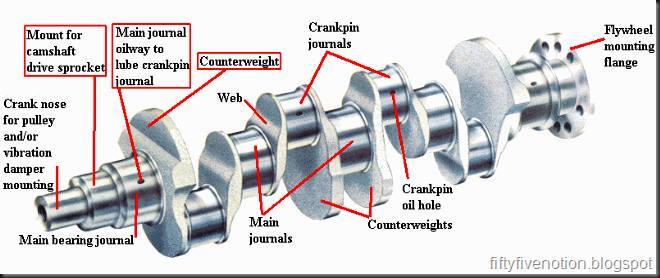 Mount for
camshaft
drive sprocket
Main journal
oilway to
lube crankpin
journal
Counterweight
Crankpin
journals
Flywheel
mounting
flange
Web
Crank nose
for pulley
and/or
vibration
damper
mounting
Main bearing journal
Main
journals
Crankpin
oil hole
Counterweights
fiftyfivenotion.blogspot